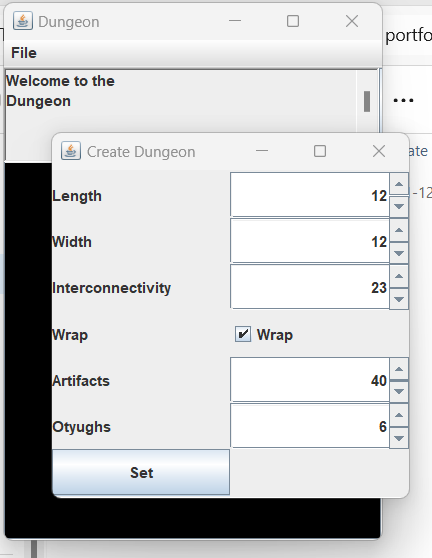 Dungeon
portfo
File
Welcome to the
Dungeon
...
Create Dungeon
ate
Length 12
-12
Width 12
Interconnectivity 23
Wrap Wrap
Artifacts 40
Otyughs 6
Set